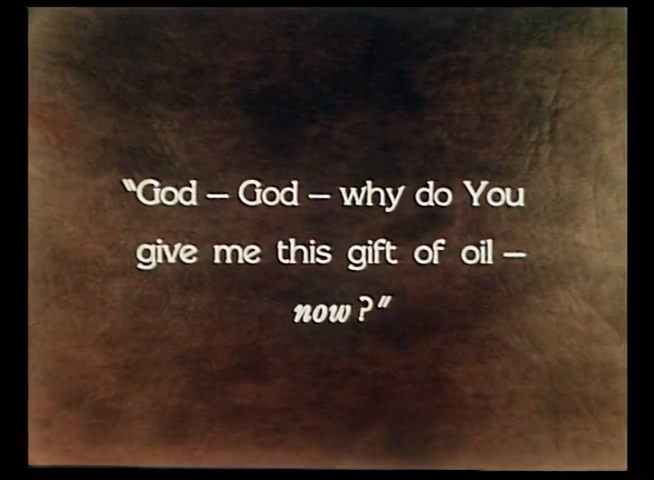 "God – God – why do You
give me this gift of oil –
now?"